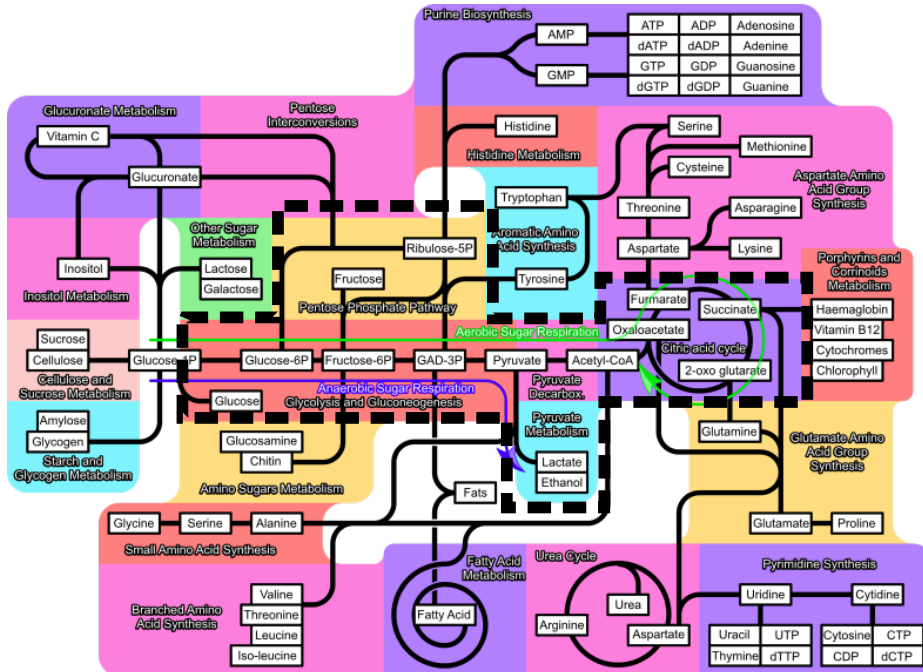 Purine Biosynthesis
AMP
GMP
ATP ADP Adenosine
dATP dADP Adenine
GTP GDP Guanosine
dGTP dGDP Guanine
Glucuronate Metabolism
Vitamin C
Glucuronate
Pentose
Interconversions
Histidine
Histidine Metabolism
Serine
Methionine
Cysteine
Aspartate Amino
Acid Group
Synthesis
Threonine
Asparagine
Aspartate
Lysine
Tryptophan
Aromatic Amino
Acid Synthesis
Tyrosine
Other Sugar
Metabolism
Lactose
Galactose
Inositol
Inositol Metabolism
Ribulose-5P
Fructose
Pentose Phosphate Pathway
Porphyrins and
Corrinoids
Metabolism
Haemaglobin
Vitamin B12
Cytochromes
Chlorophyll
Furmarate
Succinate
Oxaloacetate
Citric acid cycle
2-oxo glutarate
Aerobic Sugar Respiration
Sucrose
Cellulose
Cellulose and
Sucrose Metabolism
Glucose-1P
Glucose-6P
Fructose-6P
GAD-3P
Pyruvate
Acetyl-CoA
Anaerobic Sugar Respiration
Glycolysis and Gluconeogenesis
Glucose
Pyruvate
Decarbox.
Pyruvate
Metabolism
Lactate
Ethanol
Amylose
Glycogen
Starch and
Glycogen Metabolism
Glucosamine
Chitin
Amino Sugars Metabolism
Fats
Glutamine
Glutamate Amino
Acid Group
Synthesis
Glutamate
Proline
Glycine
Serine
Alanine
Small Amino Acid Synthesis
Branched Amino
Acid Synthesis
Valine
Threonine
Leucine
Iso-leucine
Fatty Acid
Metabolism
Fatty Acid
Urea Cycle
Urea
Arginine
Aspartate
Pyrimidine Synthesis
Uridine
Cytidine
Uracil UTP
Thymine dTTP
Cytosine CTP
CDP dCTP